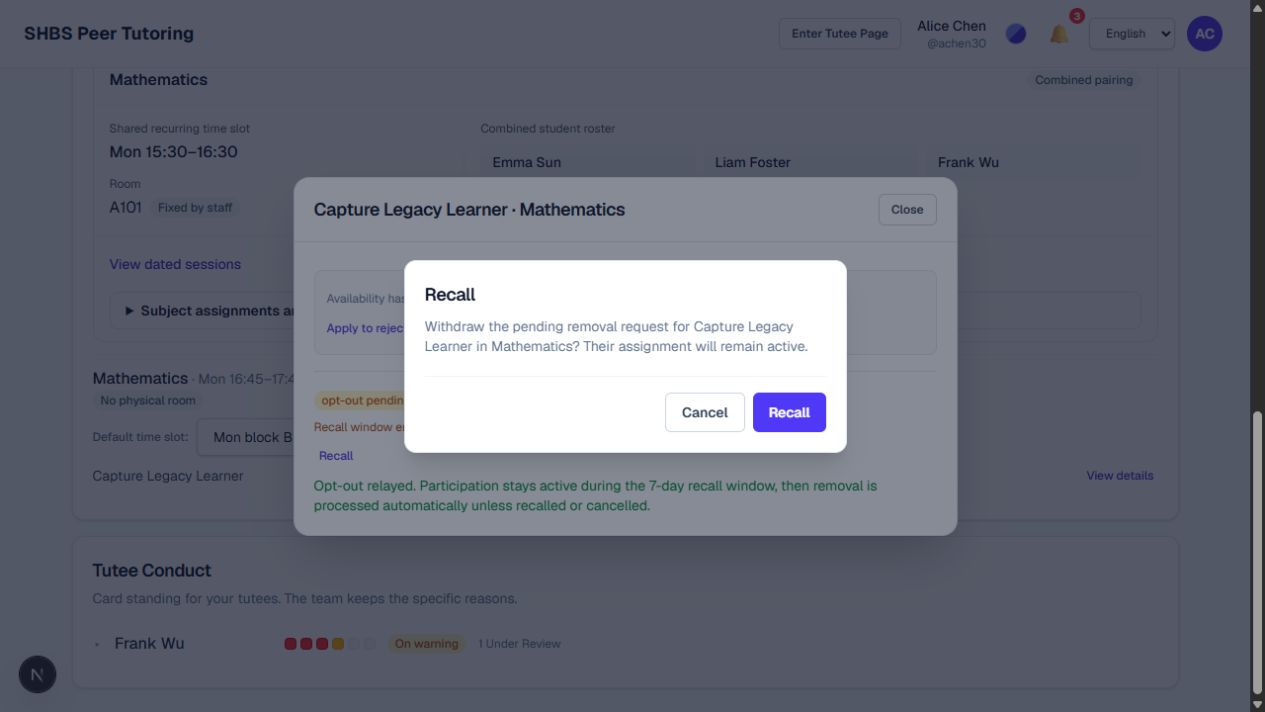 SHBS Peer Tutoring
Enter Tutee Page
Alice Chen
@achen30
3
English
AC
Mathematics
Combined pairing
Shared recurring time slot
Combined student roster
Mon 15:30–16:30
Emma Sun
Liam Foster
Frank Wu
Room
A101
Fixed by staff
View dated sessions
Subject assignments
Capture Legacy Learner · Mathematics
Close
Availability
Apply to
Recall
Withdraw the pending removal request for Capture Legacy
Learner in Mathematics? Their assignment will remain active.
Cancel
Recall
Mathematics · Mon 16:45–17:4
No physical room
opt-out
Recall window
Default time slot:
Mon block B
Recall
Capture Legacy Learner
View details
Opt-out relayed. Participation stays active during the 7-day recall window, then removal is
processed automatically unless recalled or cancelled.
Tutee Conduct
Card standing for your tutees. The team keeps the specific reasons.
Frank Wu
On warning
1 Under Review
N